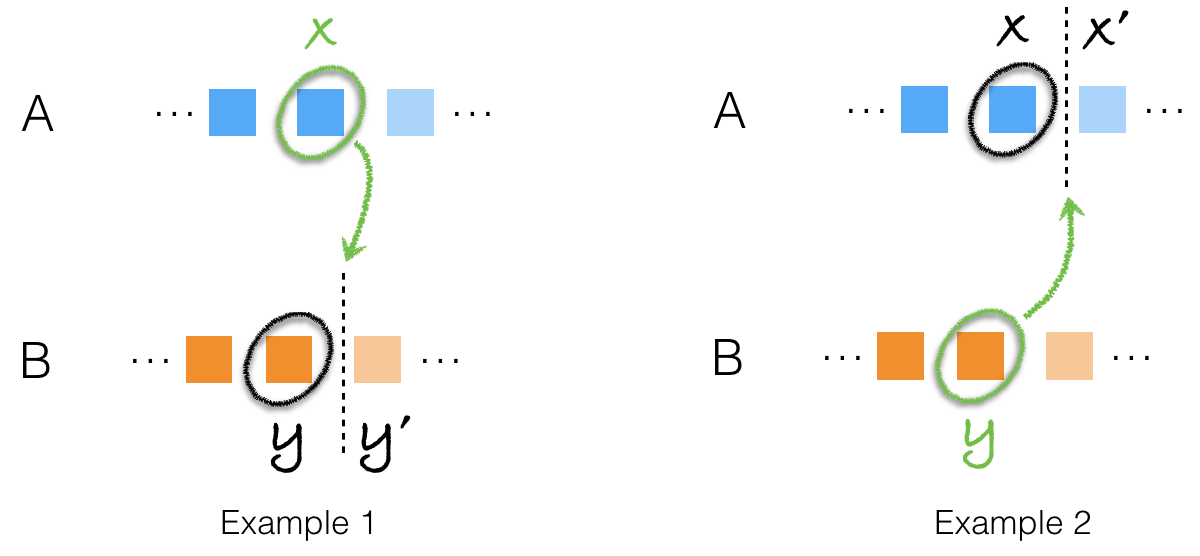 x
A ... ...
B ... ...
y y′
Example 1
x x′
A ... ...
B ... ...
y
Example 2